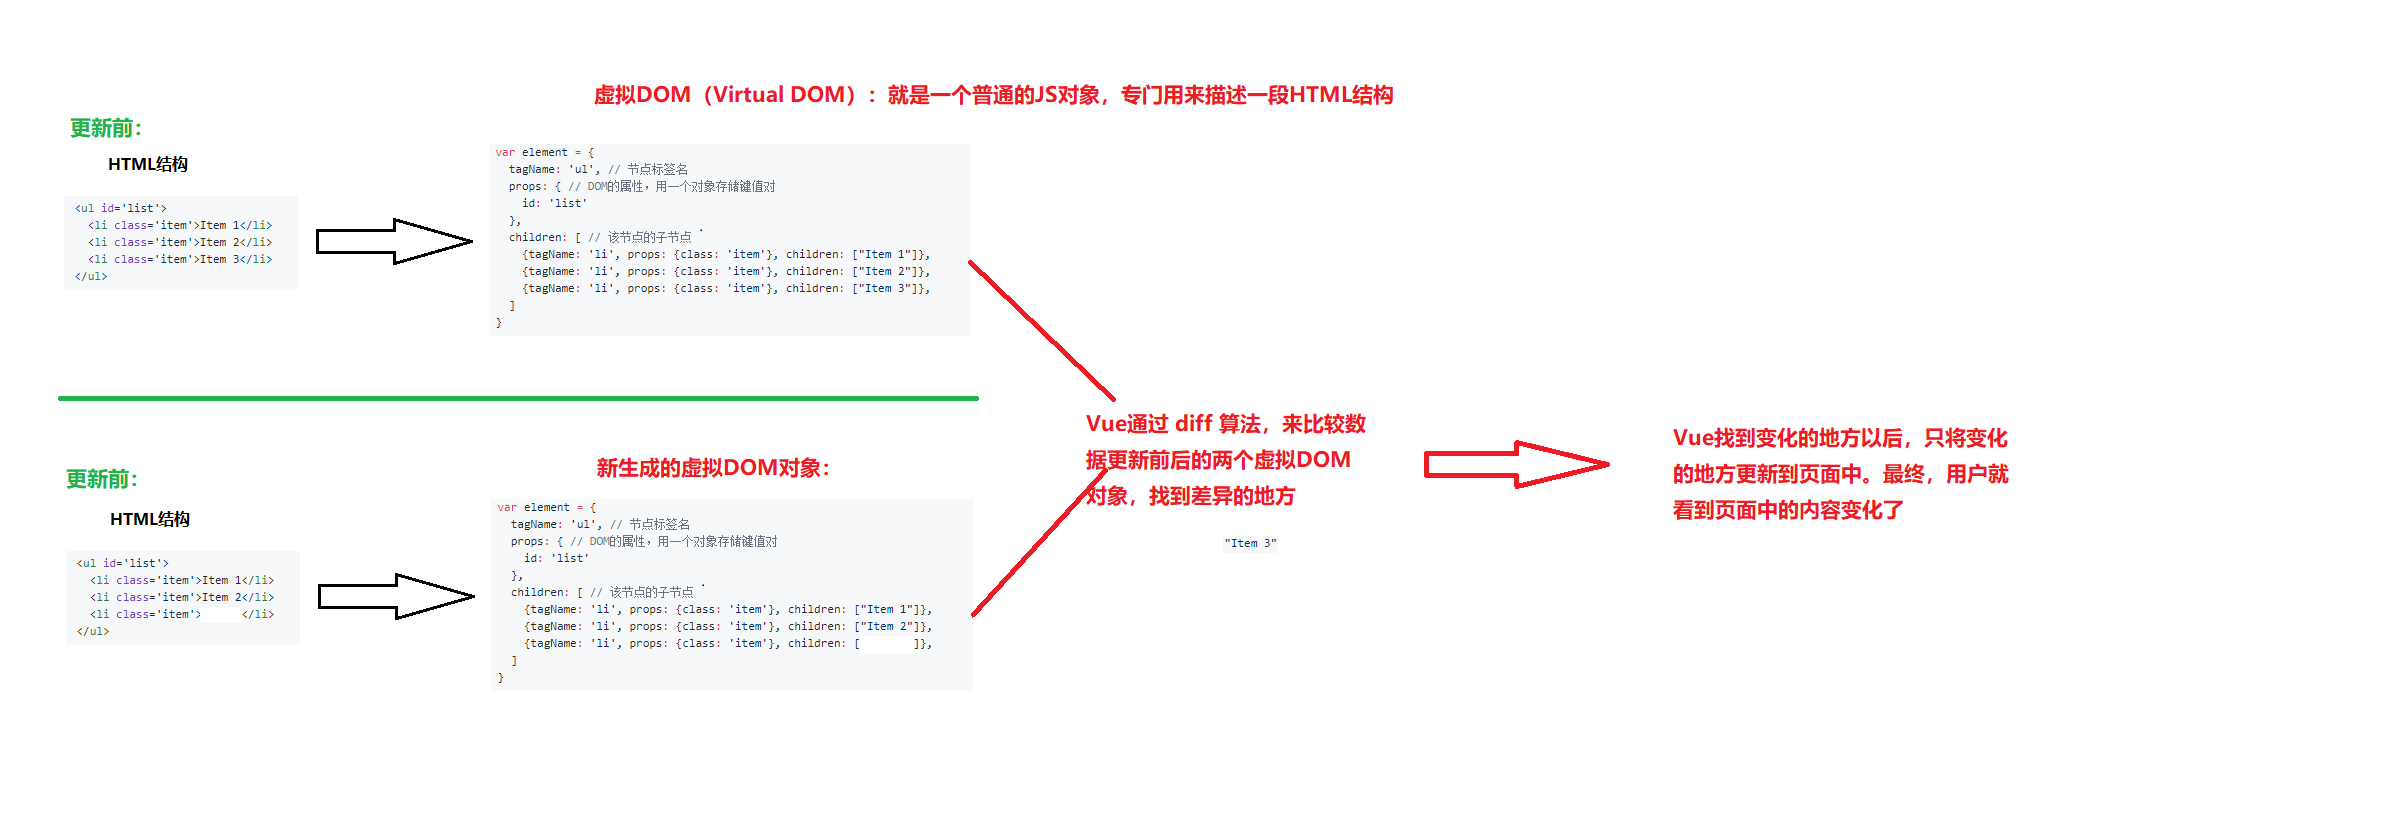 虚拟DOM（Virtual DOM）：就是一个普通的JS对象，专门用来描述一段HTML结构
更新前：
HTML结构
<ul id='list'>
  <li class='item'>Item 1</li>
  <li class='item'>Item 2</li>
  <li class='item'>Item 3</li>
</ul>
var element = {
  tagName: 'ul', // 节点标签名
  props: { // DOM的属性，用一个对象存储键值对
    id: 'list'
  },
  children: [ // 该节点的子节点
    {tagName: 'li', props: {class: 'item'}, children: ["Item 1"]},
    {tagName: 'li', props: {class: 'item'}, children: ["Item 2"]},
    {tagName: 'li', props: {class: 'item'}, children: ["Item 3"]},
  ]
}
更新前：
HTML结构
<ul id='list'>
  <li class='item'>Item 1</li>
  <li class='item'>Item 2</li>
  <li class='item'>      </li>
</ul>
新生成的虚拟DOM对象：
var element = {
  tagName: 'ul', // 节点标签名
  props: { // DOM的属性，用一个对象存储键值对
    id: 'list'
  },
  children: [ // 该节点的子节点
    {tagName: 'li', props: {class: 'item'}, children: ["Item 1"]},
    {tagName: 'li', props: {class: 'item'}, children: ["Item 2"]},
    {tagName: 'li', props: {class: 'item'}, children: [        ]},
  ]
}
Vue通过 diff 算法，来比较数
据更新前后的两个虚拟DOM
对象，找到差异的地方
"Item 3"
Vue找到变化的地方以后，只将变化
的地方更新到页面中。最终，用户就
看到页面中的内容变化了